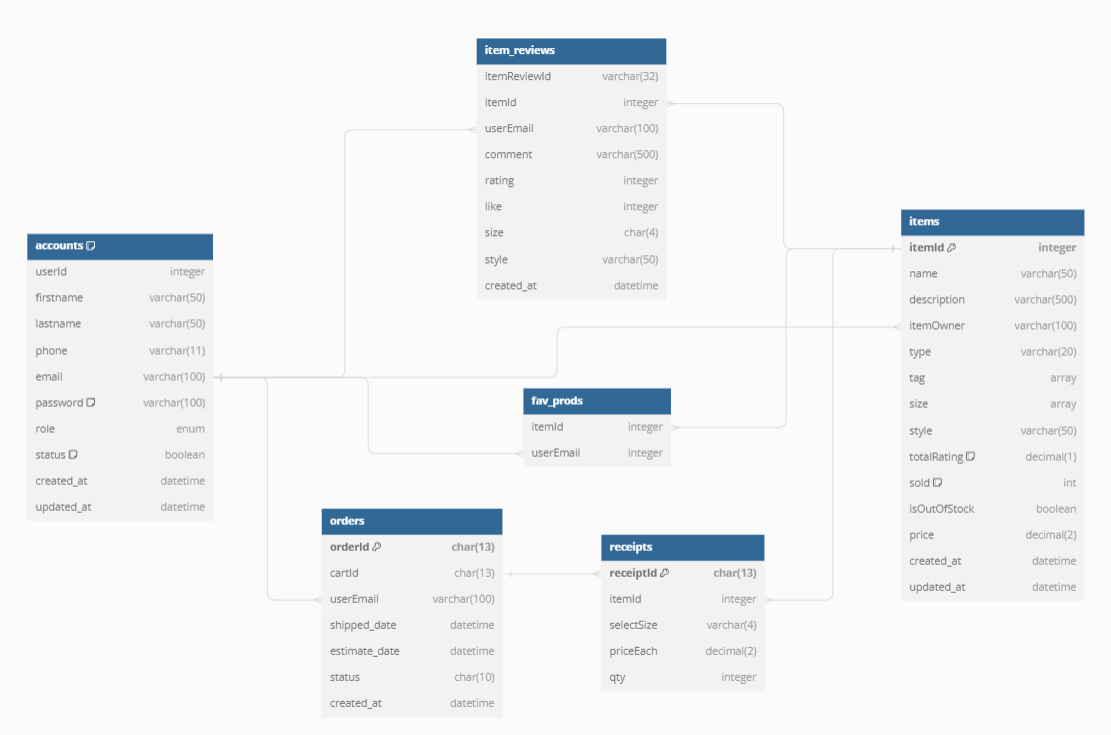 item_reviews
itemReviewId varchar(32)
itemId integer
userEmail varchar(100)
comment varchar(500)
rating integer
like integer
size char(4)
style varchar(50)
created_at datetime
accounts
userId integer
firstname varchar(50)
lastname varchar(50)
phone varchar(11)
email varchar(100)
password varchar(100)
role enum
status boolean
created_at datetime
updated_at datetime
items
itemId integer
name varchar(50)
description varchar(500)
itemOwner varchar(100)
type varchar(20)
tag array
size array
style varchar(50)
totalRating decimal(1)
sold int
isOutOfStock boolean
price decimal(2)
created_at datetime
updated_at datetime
fav_prods
itemId integer
userEmail integer
orders
orderId char(13)
cartId char(13)
userEmail varchar(100)
shipped_date datetime
estimate_date datetime
status char(10)
created_at datetime
receipts
receiptId char(13)
itemId integer
selectSize varchar(4)
priceEach decimal(2)
qty integer